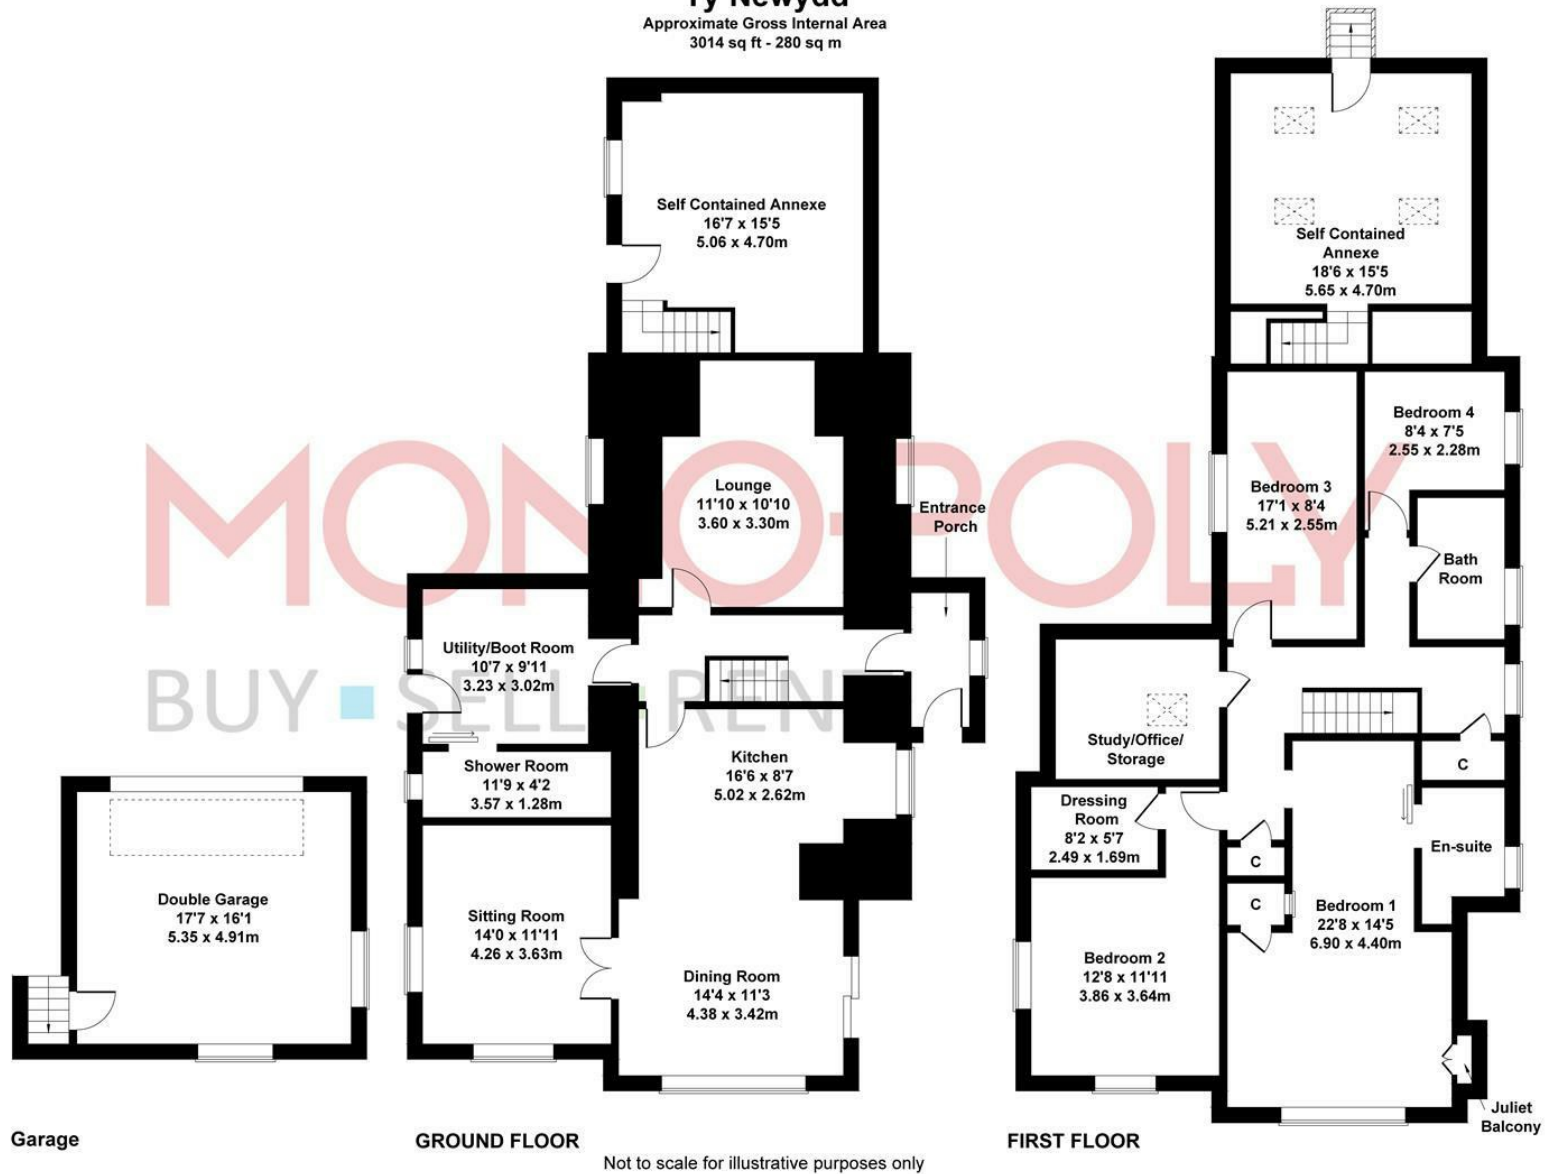 Ty Newydd
Approximate Gross Internal Area
3014 sq ft - 280 sq m
Self Contained Annexe
16'7 x 15'5
5.06 x 4.70m
Lounge
11'10 x 10'10
3.60 x 3.30m
Entrance
Porch
Utility/Boot Room
10'7 x 9'11
3.23 x 3.02m
Shower Room
11'9 x 4'2
3.57 x 1.28m
Kitchen
16'6 x 8'7
5.02 x 2.62m
Sitting Room
14'0 x 11'11
4.26 x 3.63m
Dining Room
14'4 x 11'3
4.38 x 3.42m
Double Garage
17'7 x 16'1
5.35 x 4.91m
Self Contained
Annexe
18'6 x 15'5
5.65 x 4.70m
Bedroom 4
8'4 x 7'5
2.55 x 2.28m
Bedroom 3
17'1 x 8'4
5.21 x 2.55m
Bath
Room
Study/Office/
Storage
C
Dressing
Room
8'2 x 5'7
2.49 x 1.69m
En-suite
C
C
Bedroom 1
22'8 x 14'5
6.90 x 4.40m
Bedroom 2
12'8 x 11'11
3.86 x 3.64m
Juliet
Balcony
MONOPOLY
BUY SELL RENT
Garage
GROUND FLOOR
FIRST FLOOR
Not to scale for illustrative purposes only